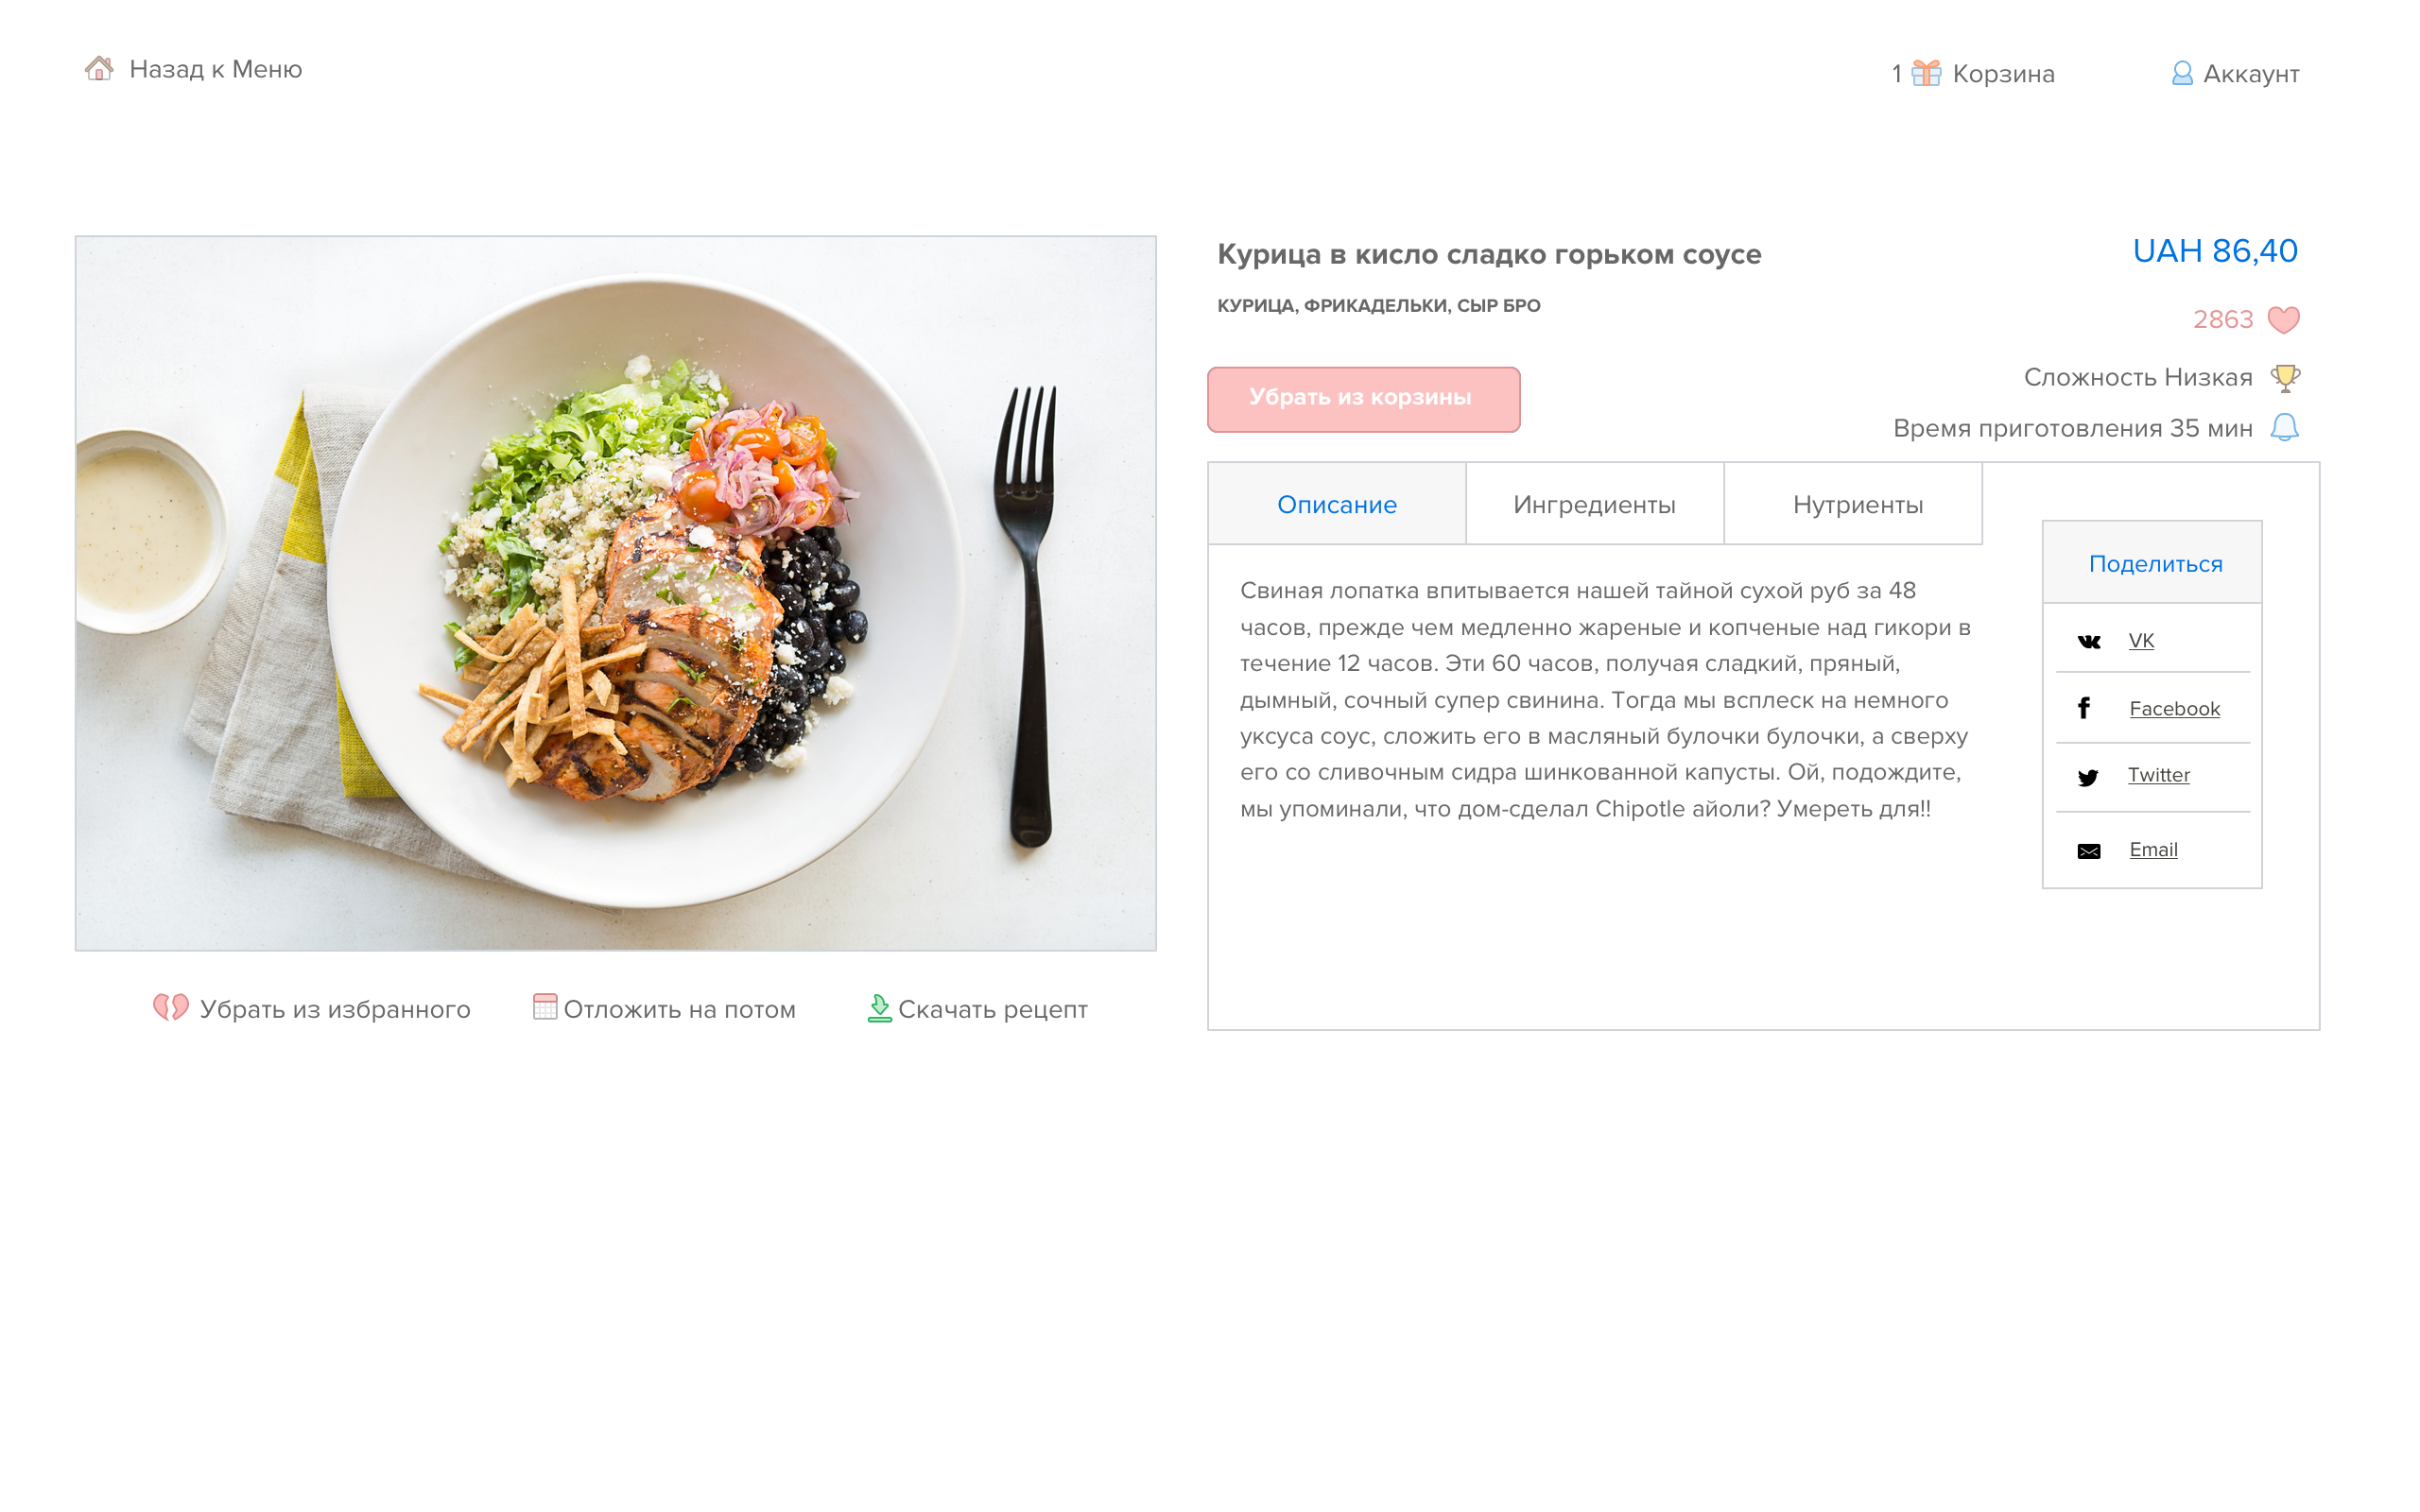 Назад к Меню
1 Корзина
Аккаунт
Курица в кисло сладко горьком соусе
UAH 86,40
КУРИЦА, ФРИКАДЕЛЬКИ, СЫР БРО
2863
Убрать из корзины
Сложность Низкая
Время приготовления 35 мин
Описание
Ингредиенты
Нутриенты
Свиная лопатка впитывается нашей тайной сухой руб за 48
часов, прежде чем медленно жареные и копченые над гикори в
течение 12 часов. Эти 60 часов, получая сладкий, пряный,
дымный, сочный супер свинина. Тогда мы всплеск на немного
уксуса соус, сложить его в масляный булочки булочки, а сверху
его со сливочным сидра шинкованной капусты. Ой, подождите,
мы упоминали, что дом-сделал Chipotle айоли? Умереть для!!
Поделиться
VK
Facebook
Twitter
Email
Убрать из избранного
Отложить на потом
Скачать рецепт